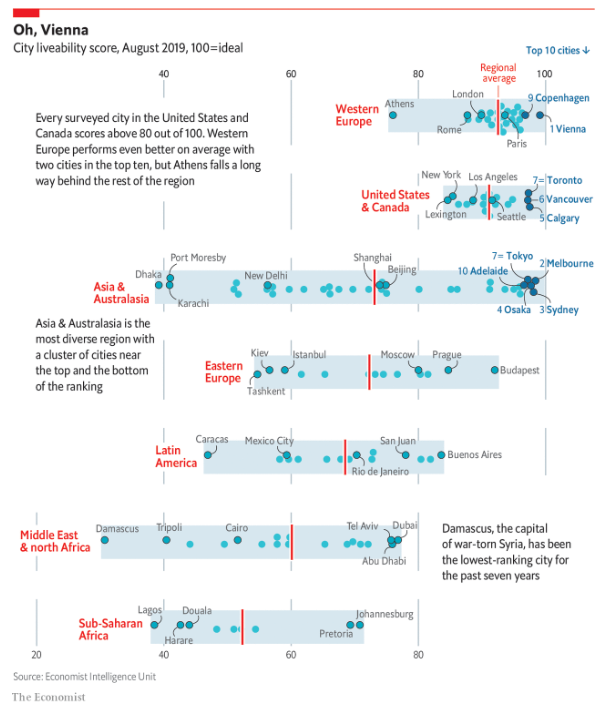 Oh, Vienna
City liveability score, August 2019, 100=ideal
Top 10 cities ↓
Regional
average
40
60
80
100
Every surveyed city in the United States and
Canada scores above 80 out of 100. Western
Europe performs even better on average with
two cities in the top ten, but Athens falls a long
way behind the rest of the region
Western
Europe
Athens
London
Rome
Paris
9 Copenhagen
1 Vienna
United States
& Canada
New York
Los Angeles
Lexington
Seattle
7= Toronto
6 Vancouver
5 Calgary
Asia &
Australasia
Dhaka
Port Moresby
Karachi
New Delhi
Shanghai
Beijing
7= Tokyo
10 Adelaide
2 Melbourne
4 Osaka
3 Sydney
Asia & Australasia is the
most diverse region with
a cluster of cities near
the top and the bottom
of the ranking
Eastern
Europe
Kiev
Istanbul
Tashkent
Moscow
Prague
Budapest
Latin
America
Caracas
Mexico City
Rio de Janeiro
San Juan
Buenos Aires
Middle East
& north Africa
Damascus
Tripoli
Cairo
Tel Aviv
Dubai
Abu Dhabi
Damascus, the capital
of war-torn Syria, has been
the lowest-ranking city for
the past seven years
Sub-Saharan
Africa
Lagos
Douala
Harare
Johannesburg
Pretoria
20
40
60
80
Source: Economist Intelligence Unit
The Economist